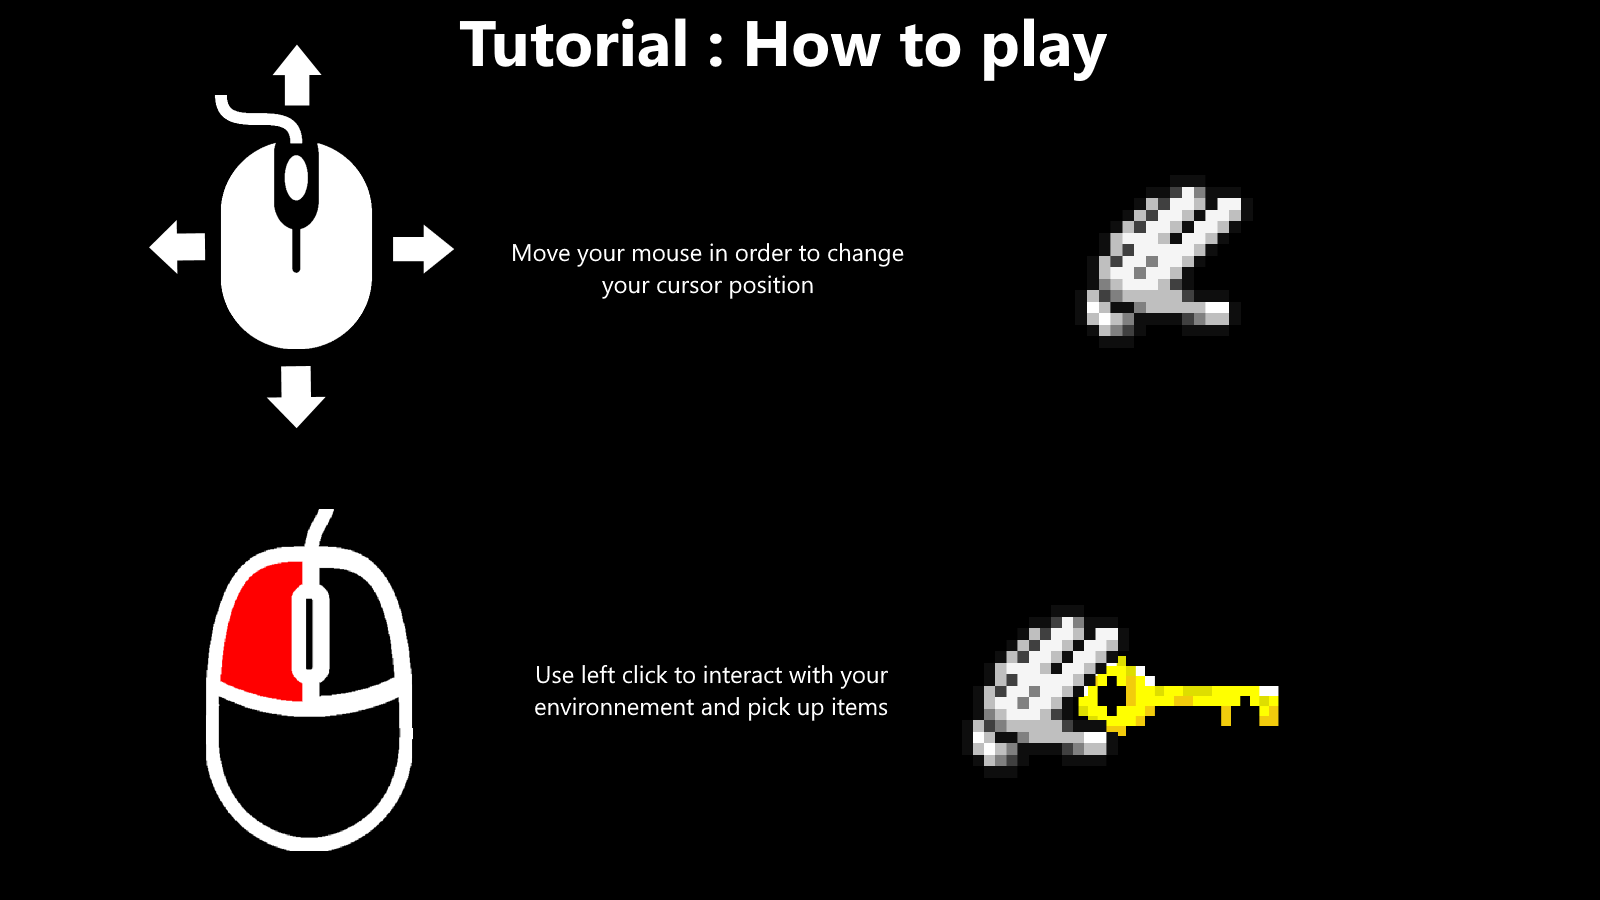 Tutorial : How to play
Move your mouse in order to change
your cursor position
Use left click to interact with your
environnement and pick up items